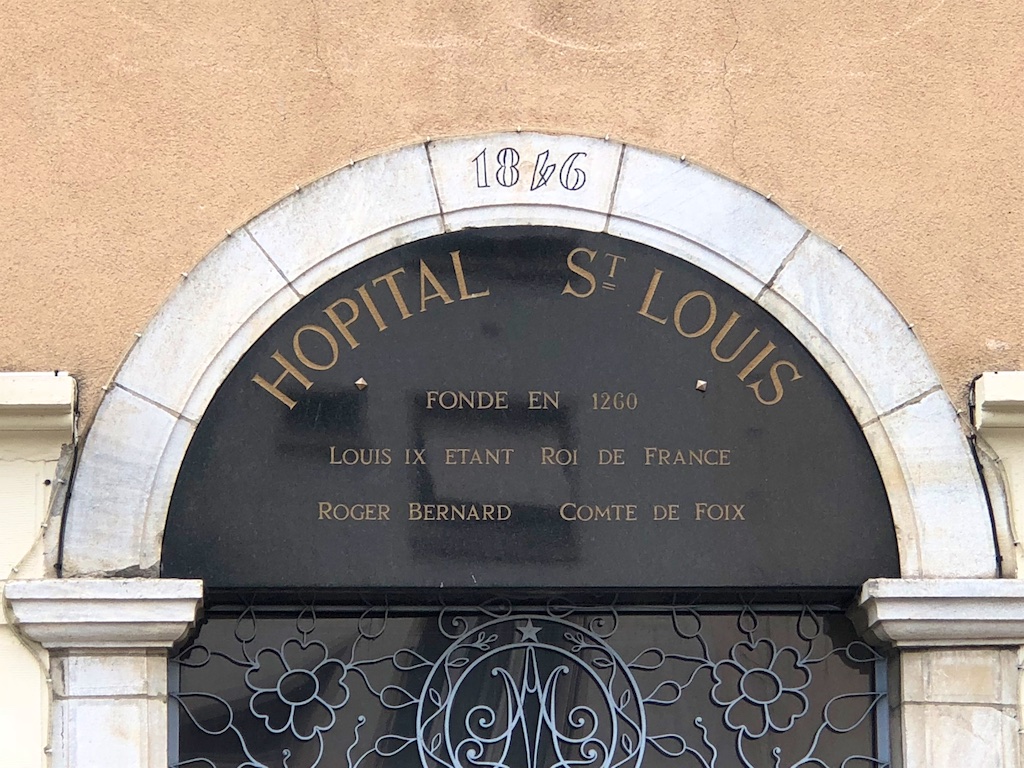 1846
HOPITAL ST LOUIS
FONDE EN 1260
LOUIS IX ETANT ROI DE FRANCE
ROGER BERNARD COMTE DE FOIX